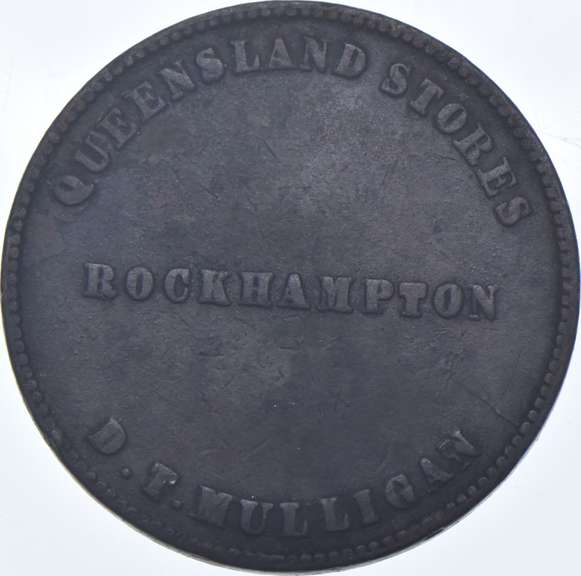 QUEENSLAND STORES
ROCKHAMPTON
D. T. MULLIGAN